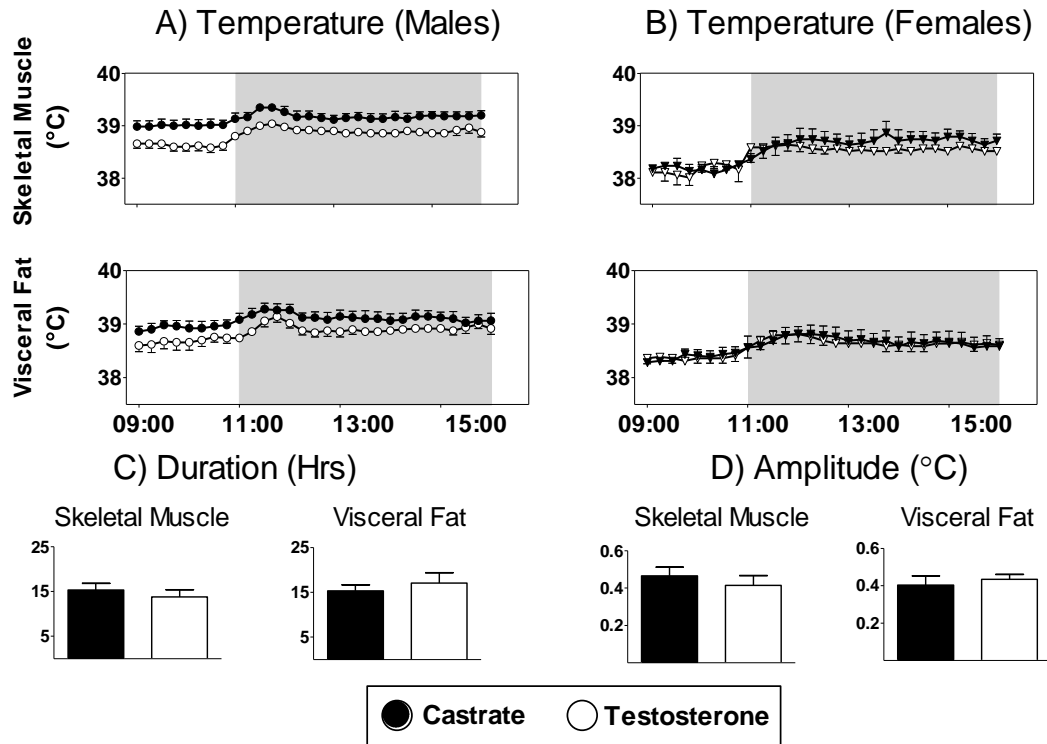 A) Temperature (Males)
B) Temperature (Females)
Skeletal Muscle
(°C)
40
39
38
40
39
38
Visceral Fat
(°C)
40
39
38
09:00 11:00 13:00 15:00
40
39
38
09:00 11:00 13:00 15:00
C) Duration (Hrs)
D) Amplitude (°C)
Skeletal Muscle
Visceral Fat
Skeletal Muscle
Visceral Fat
25
15
5
25
15
5
0.6
0.4
0.2
0.6
0.4
0.2
Castrate Testosterone